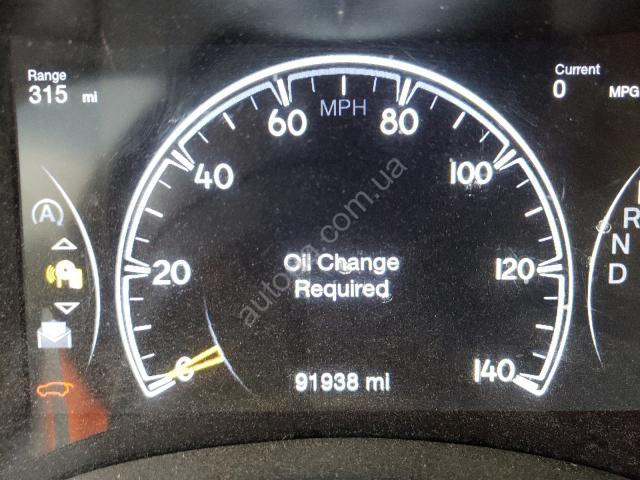 Range
315 mi
Current
0 MPG
MPH
60
80
40
100
20
120
0
140
A
R
N
D
Oil Change
Required
91938 mi
autoria.com.ua